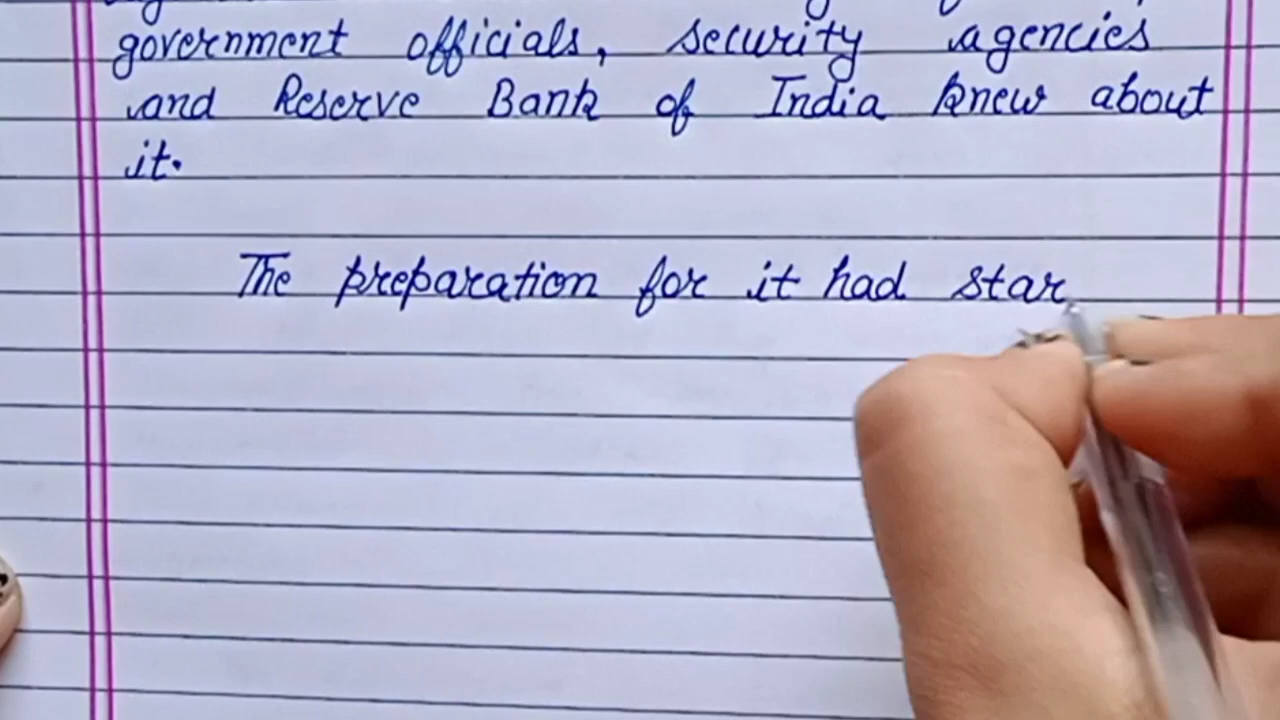 government officials, security agencies
and Reserve Bank of India knew about
it.
The preparation for it had star